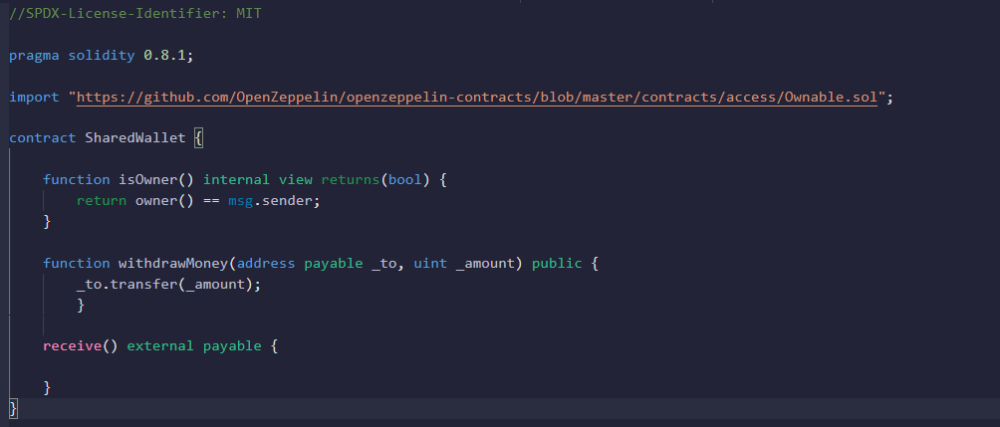 //SPDX-License-Identifier: MIT
pragma solidity 0.8.1;
import "https://github.com/OpenZeppelin/openzeppelin-contracts/blob/master/contracts/access/Ownable.sol";
contract SharedWallet {
function isOwner() internal view returns(bool) {
return owner() == msg.sender;
}
function withdrawMoney(address payable _to, uint _amount) public {
_to.transfer(_amount);
}
receive() external payable {
}
}